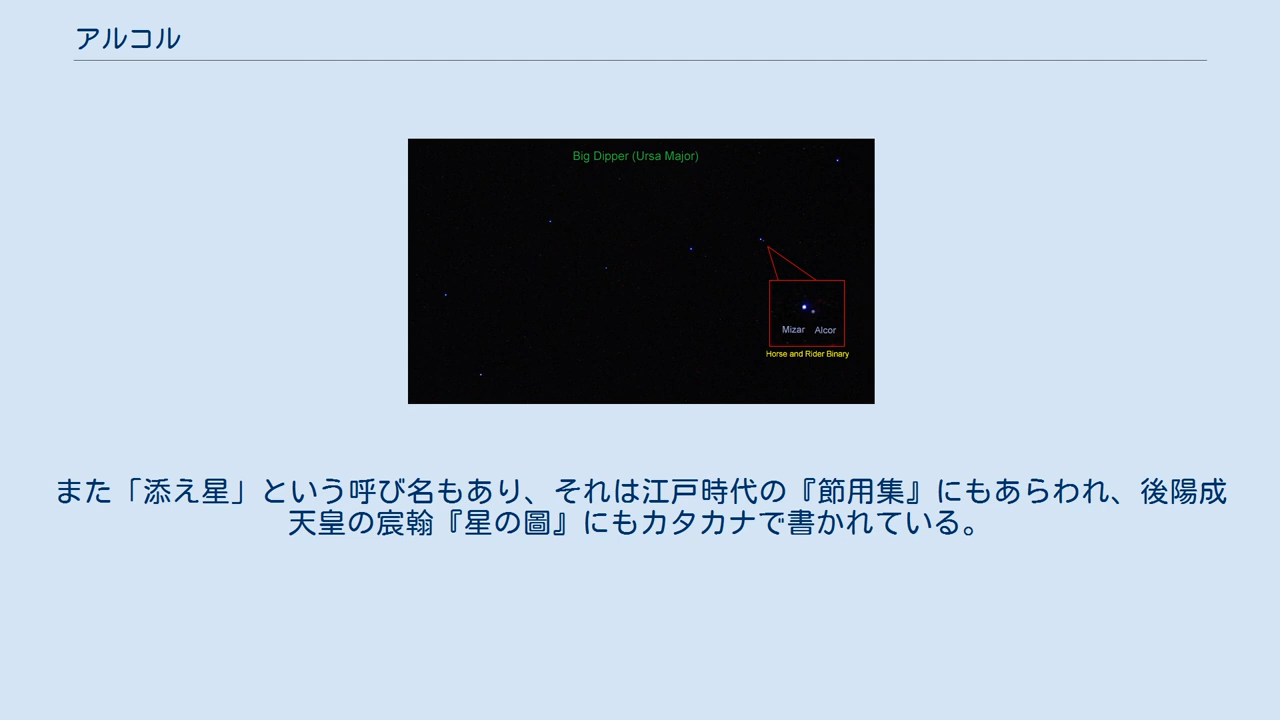 アルコル
Big Dipper (Ursa Major)
Mizar Alcor
Horse and Rider Binary
また「添え星」という呼び名もあり、それは江戸時代の『節用集』にもあらわれ、後陽成
天皇の宸翰『星の圖』にもカタカナで書かれている。